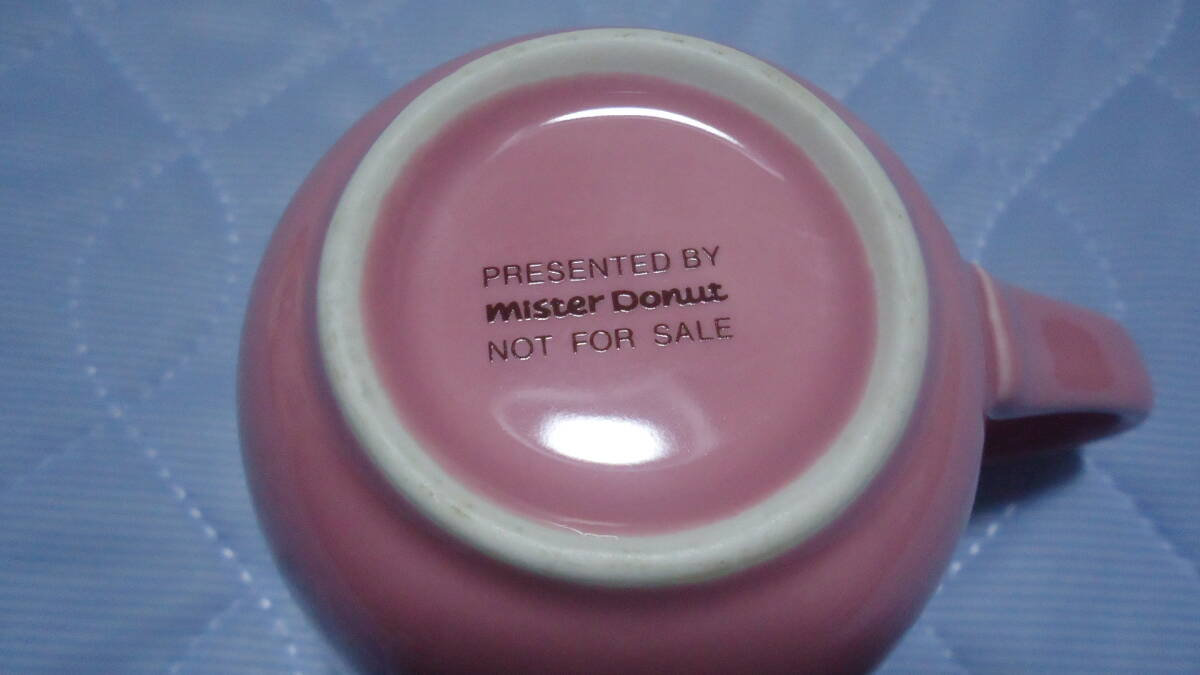 PRESENTED BY
mister Donut
NOT FOR SALE